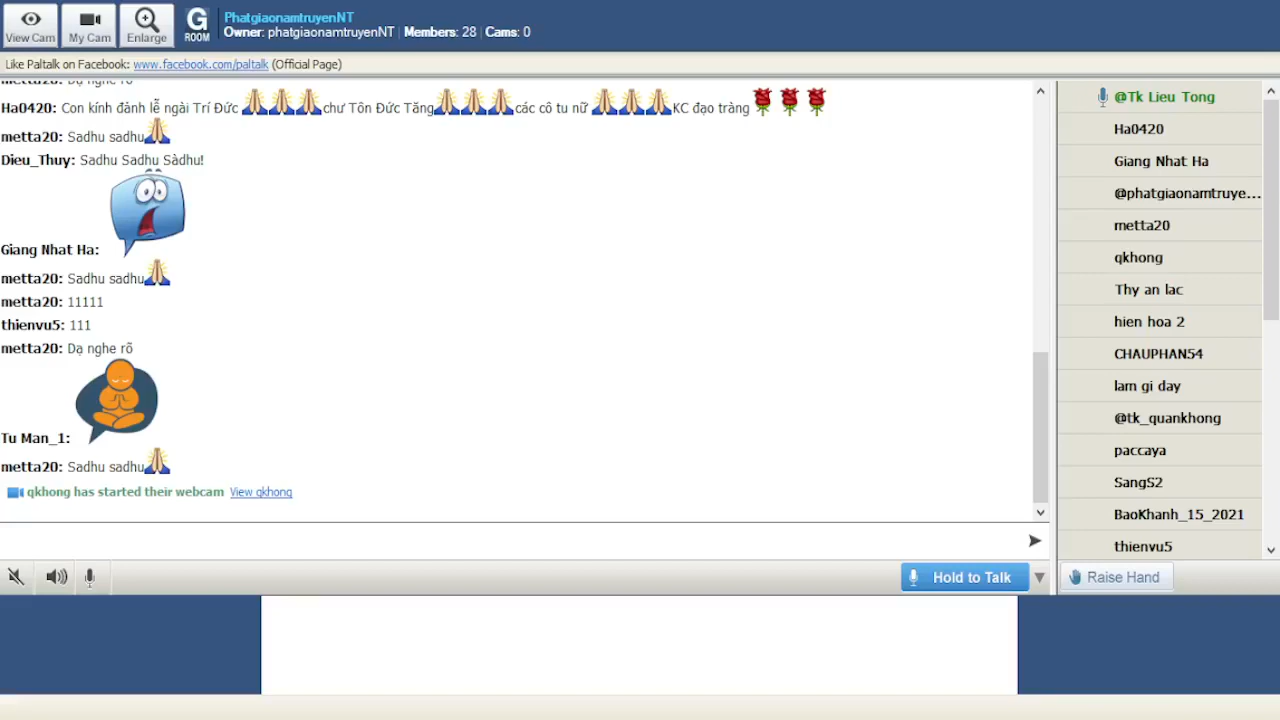 View Cam
My Cam
Enlarge
G
ROOM
PhatgiaonamtruyenNT
Owner: phatgiaonamtruyenNT | Members: 28 | Cams: 0
Like Paltalk on Facebook: www.facebook.com/paltalk (Official Page)
metta20: Dạ nghe rõ
Ha0420: Con kính đảnh lễ ngài Trí Đức 🙏🙏🙏chư Tôn Đức Tăng🙏🙏🙏các cô tu nữ 🙏🙏🙏KC đạo tràng 🌹🌹🌹
metta20: Sadhu sadhu🙏
Dieu_Thuy: Sadhu Sadhu Sàdhu!
Giang Nhat Ha:
metta20: Sadhu sadhu🙏
metta20: 11111
thienvu5: 111
metta20: Dạ nghe rõ
Tu Man_1:
metta20: Sadhu sadhu🙏
qkhong has started their webcam View qkhong
Hold to Talk
@Tk Lieu Tong
Ha0420
Giang Nhat Ha
@phatgiaonamtruye...
metta20
qkhong
Thy an lac
hien hoa 2
CHAUPHAN54
lam gi day
@tk_quankhong
paccaya
SangS2
BaoKhanh_15_2021
thienvu5
Raise Hand